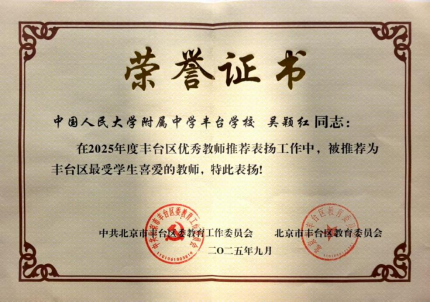 荣誉证书
中国人民大学附属中学丰台学校 吴颖红同志:
在2025年度丰台区优秀教师推荐表扬工作中,被推荐为
丰台区最受学生喜爱的教师,特此表扬!
中共北京市丰台区委教育工作委员会 北京市丰台区教育委员会
二〇二五年九月